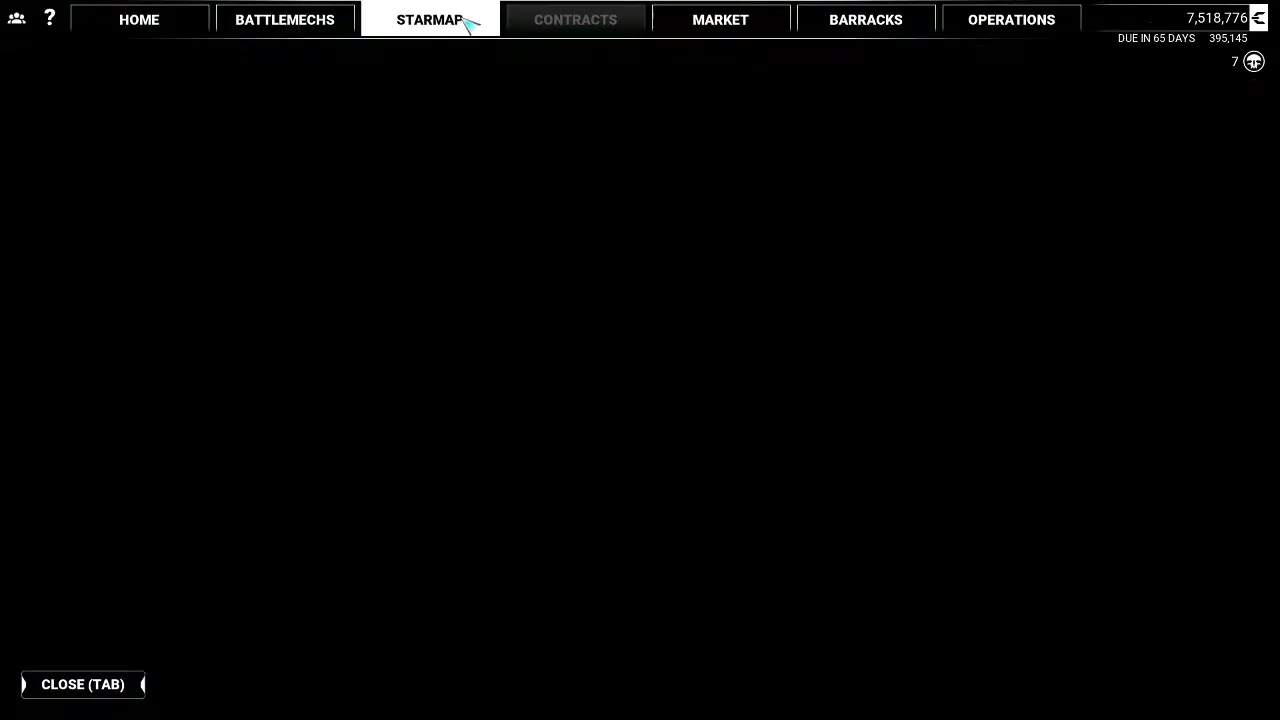 ? HOME BATTLEMECHS STARMAP CONTRACTS MARKET BARRACKS OPERATIONS 7,518,776
DUE IN 65 DAYS 395,145
7
CLOSE (TAB)